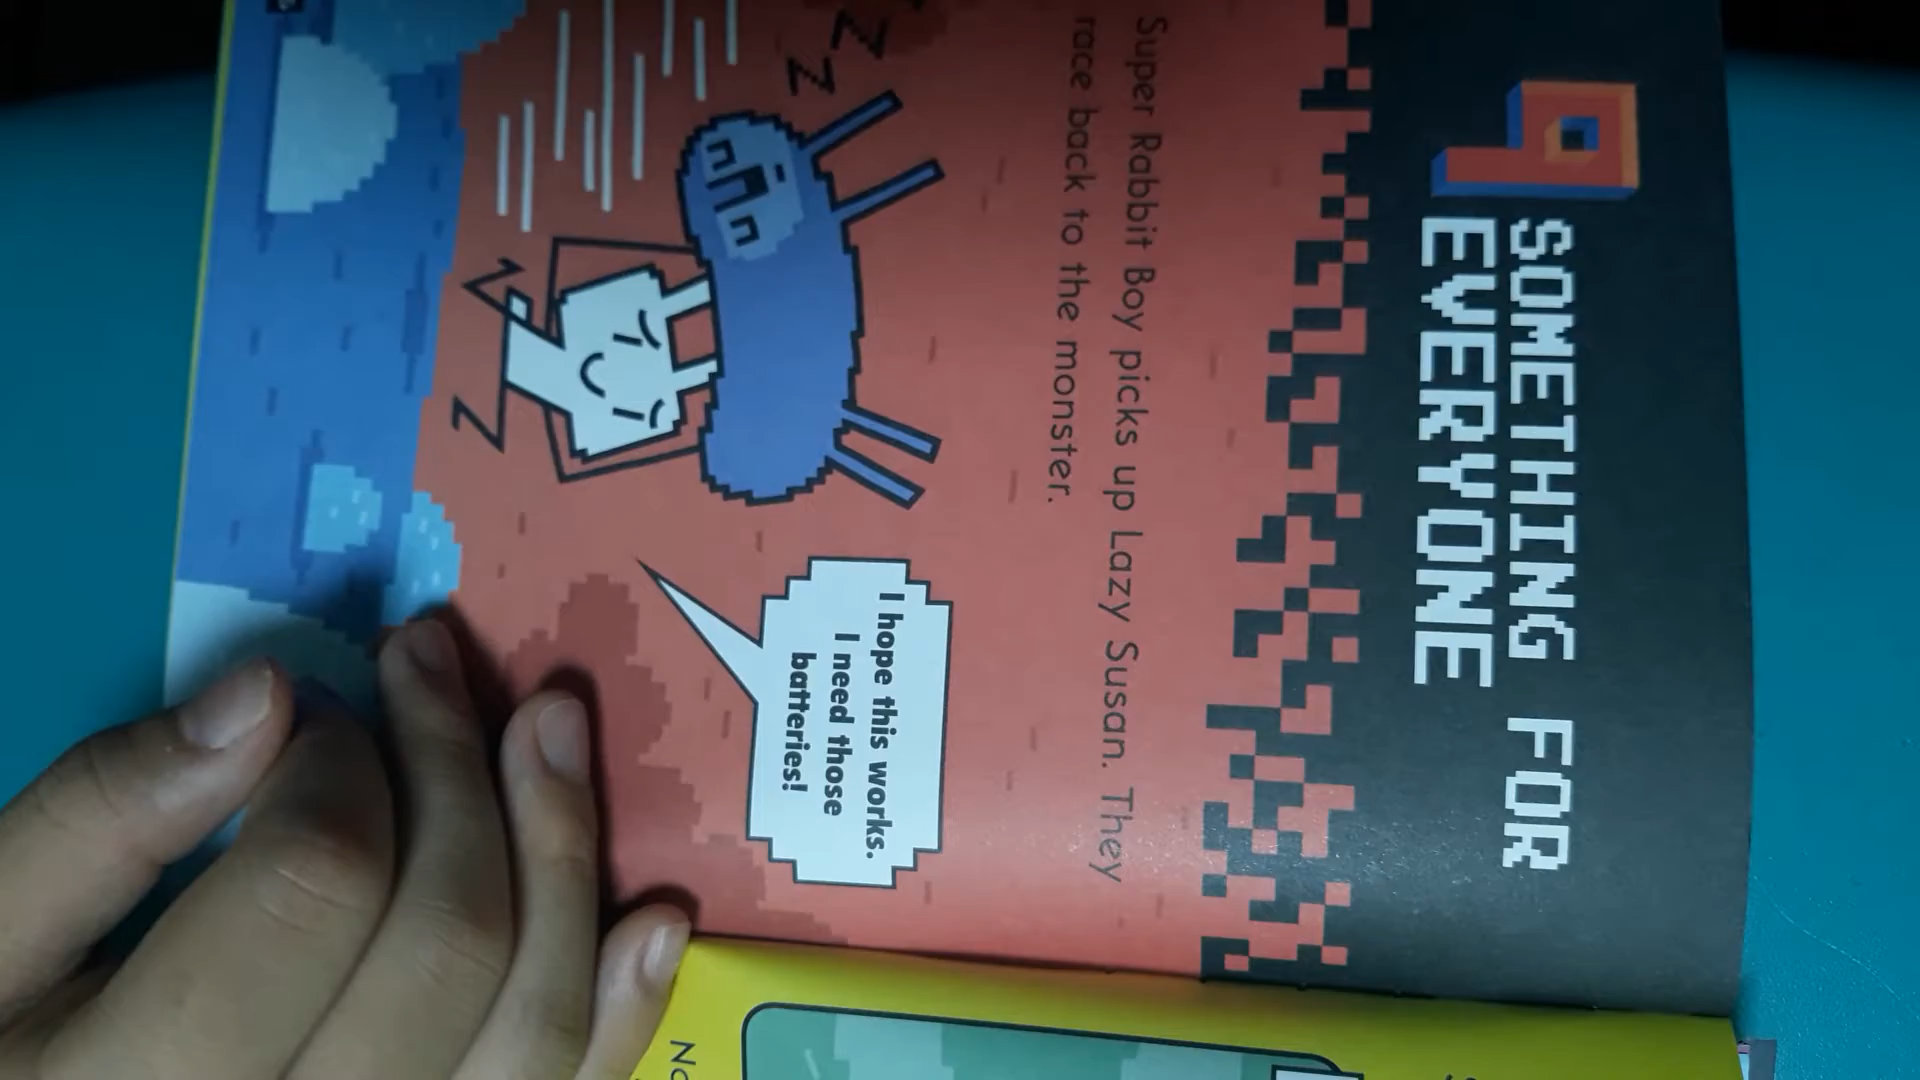 9 SOMETHING FOR
EVERYONE
Super Rabbit Boy picks up Lazy Susan. They
race back to the monster.
Z
Z
Z
I hope this works.
I need those
batteries!